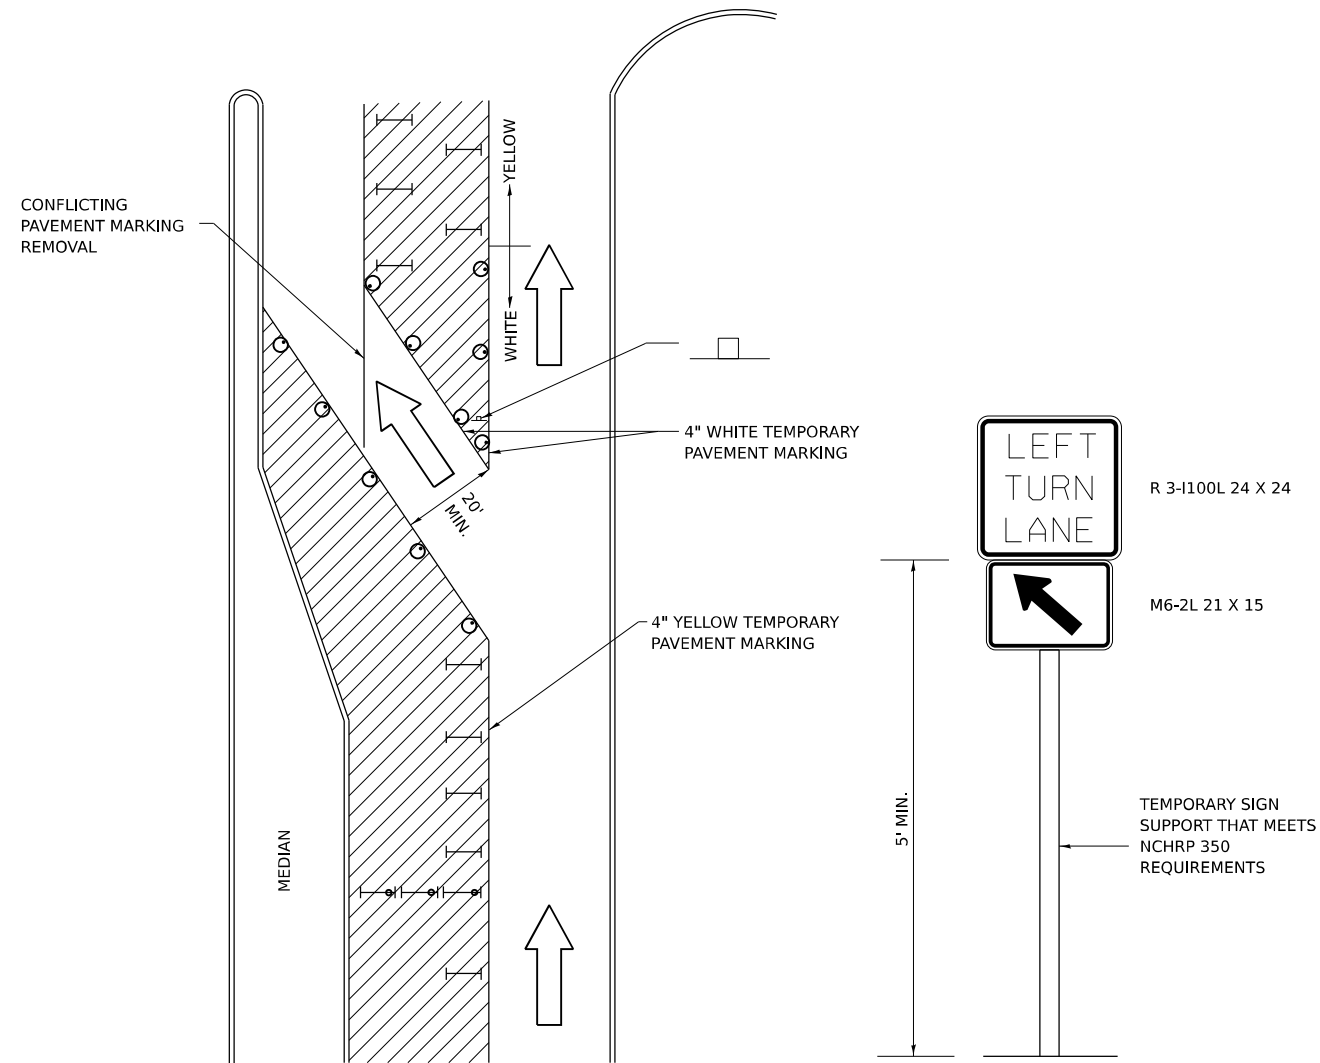 CONFLICTING
PAVEMENT MARKING
REMOVAL
YELLOW
WHITE
4" WHITE TEMPORARY
PAVEMENT MARKING
20'
MIN.
4" YELLOW TEMPORARY
PAVEMENT MARKING
MEDIAN
LEFT
TURN
LANE
R 3-I100L 24 X 24
M6-2L 21 X 15
5' MIN.
TEMPORARY SIGN
SUPPORT THAT MEETS
NCHRP 350
REQUIREMENTS